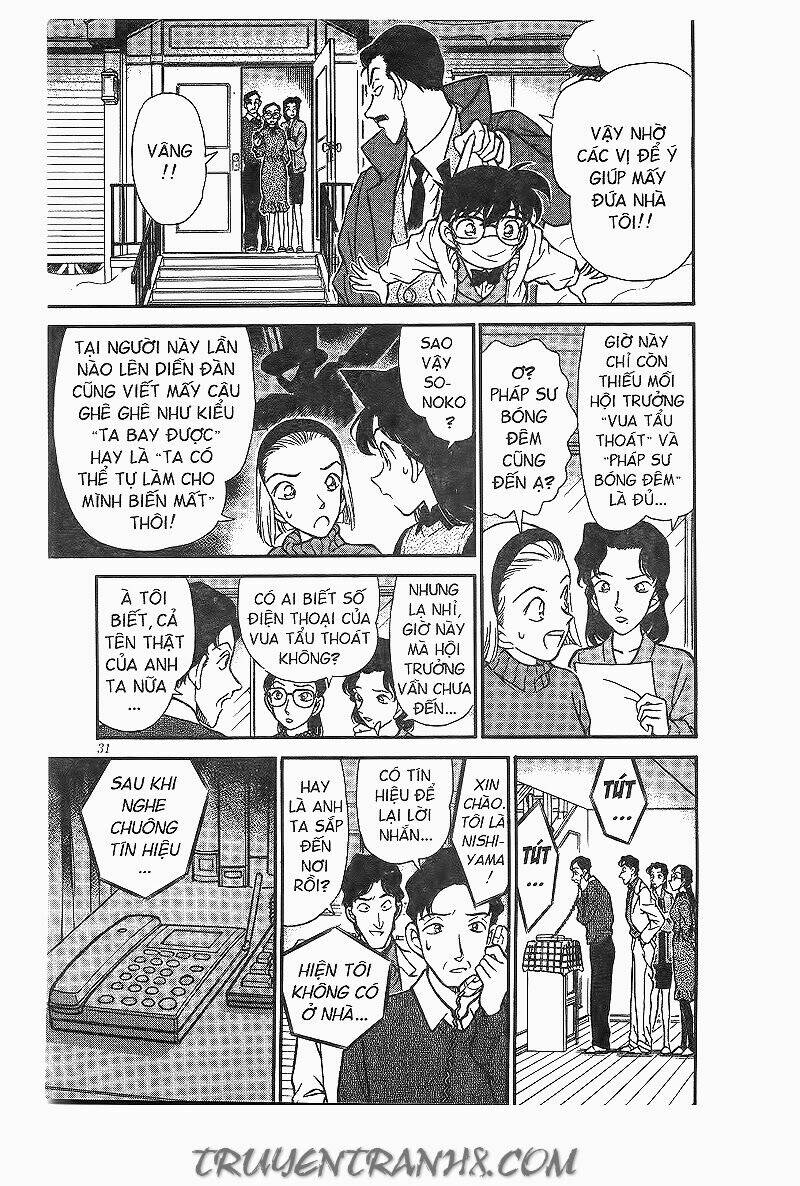 VẬY NHỜ
CÁC VỊ ĐỂ Ý
GIÚP MẤY
ĐỨA NHÀ
TÔI!!
VÂNG
!!
GIỜ NÀY
CHỈ CÒN
THIẾU MỖI
HỘI TRƯỞNG
"VUA TẨU
THOÁT" VÀ
"PHÁP SƯ
BÓNG ĐÊM"
LÀ ĐỦ...
Ơ?
PHÁP SƯ
BÓNG
ĐÊM
CŨNG
ĐẾN Ạ?
SAO
VẬY
SO-
NOKO
?
TẠI NGƯỜI NÀY LẦN
NÀO LÊN DIỄN ĐÀN
CŨNG VIẾT MẤY CÂU
GHÊ GHÊ NHƯ KIỂU
"TA BAY ĐƯỢC"
HAY LÀ "TA CÓ
THỂ TỰ LÀM CHO
MÌNH BIẾN MẤT"
THÔI!
NHƯNG
LẠ NHỈ,
GIỜ NÀY
MÀ HỘI
TRƯỞNG
VẪN CHƯA
ĐẾN...
CÓ AI BIẾT SỐ
ĐIỆN THOẠI CỦA
VUA TẨU THOÁT
KHÔNG?
À TÔI
BIẾT, CẢ
TÊN THẬT
CỦA ANH
TA NỮA
...
31
TÚT
...
TÚT
...
XIN
CHÀO.
TÔI LÀ
NISHI-
YAMA
!
CÓ TÍN
HIỆU ĐỂ
LẠI LỜI
NHẮN...
HAY
LÀ ANH
TA SẮP
ĐẾN
NƠI
RỒI?
HIỆN TÔI
KHÔNG CÓ
Ở NHÀ...
SAU KHI
NGHE
CHUÔNG
TÍN HIỆU
...
TRUYENTRANH8.COM